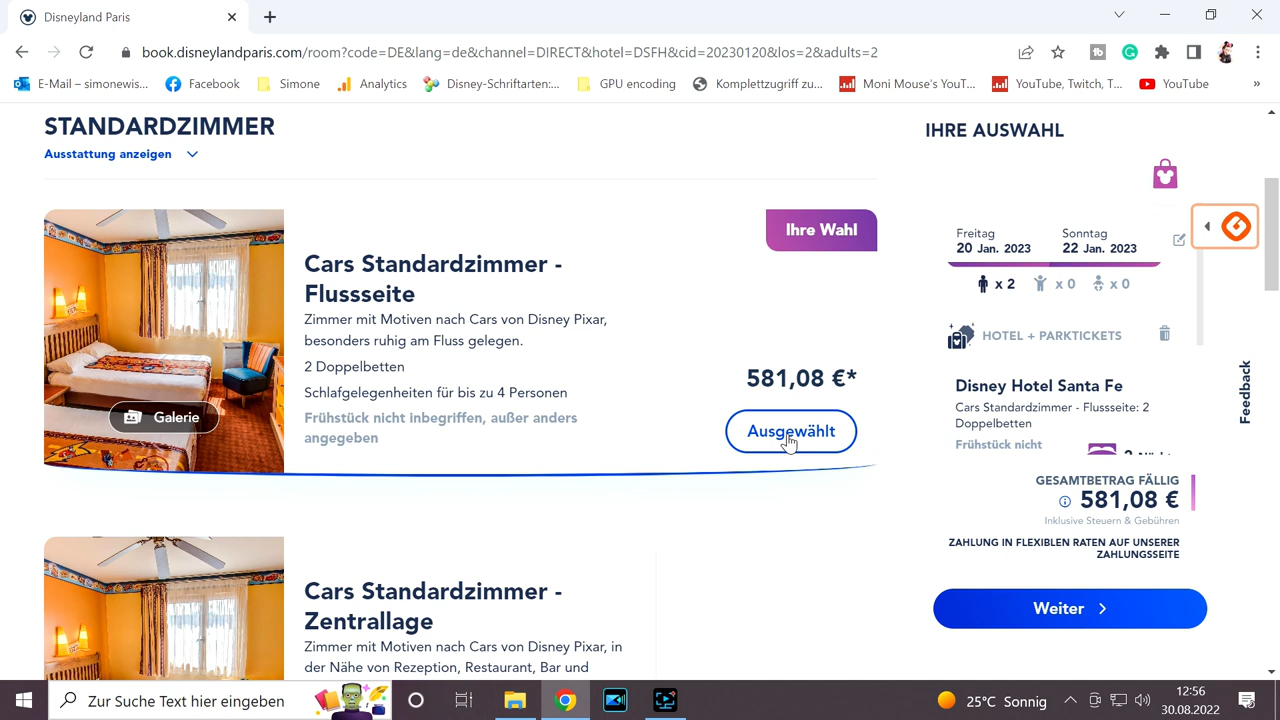 Disneyland Paris
book.disneylandparis.com/room?code=DE&lang=de&channel=DIRECT&hotel=DSFH&cid=20230120&los=2&adults=2
E-Mail – simonewis...
Facebook
Simone
Analytics
Disney-Schriftarten:...
GPU encoding
Komplettzugriff zu...
Moni Mouse's YouT...
YouTube, Twitch, T...
YouTube
»
STANDARDZIMMER
Ausstattung anzeigen
Ihre Wahl
Cars Standardzimmer -
Flussseite
Zimmer mit Motiven nach Cars von Disney Pixar,
besonders ruhig am Fluss gelegen.
2 Doppelbetten
Schlafgelegenheiten für bis zu 4 Personen
Frühstück nicht inbegriffen, außer anders
angegeben
Galerie
581,08 €*
Ausgewählt
Cars Standardzimmer -
Zentrallage
Zimmer mit Motiven nach Cars von Disney Pixar, in
der Nähe von Rezeption, Restaurant, Bar und
IHRE AUSWAHL
Freitag Sonntag
20 Jan. 2023 22 Jan. 2023
x 2 x 0 x 0
HOTEL + PARKTICKETS
Disney Hotel Santa Fe
Cars Standardzimmer - Flussseite: 2
Doppelbetten
Frühstück nicht
GESAMTBETRAG FÄLLIG
581,08 €
Inklusive Steuern & Gebühren
ZAHLUNG IN FLEXIBLEN RATEN AUF UNSERER
ZAHLUNGSSEITE
Weiter
Feedback
Zur Suche Text hier eingeben
25°C Sonnig
12:56
30.08.2022